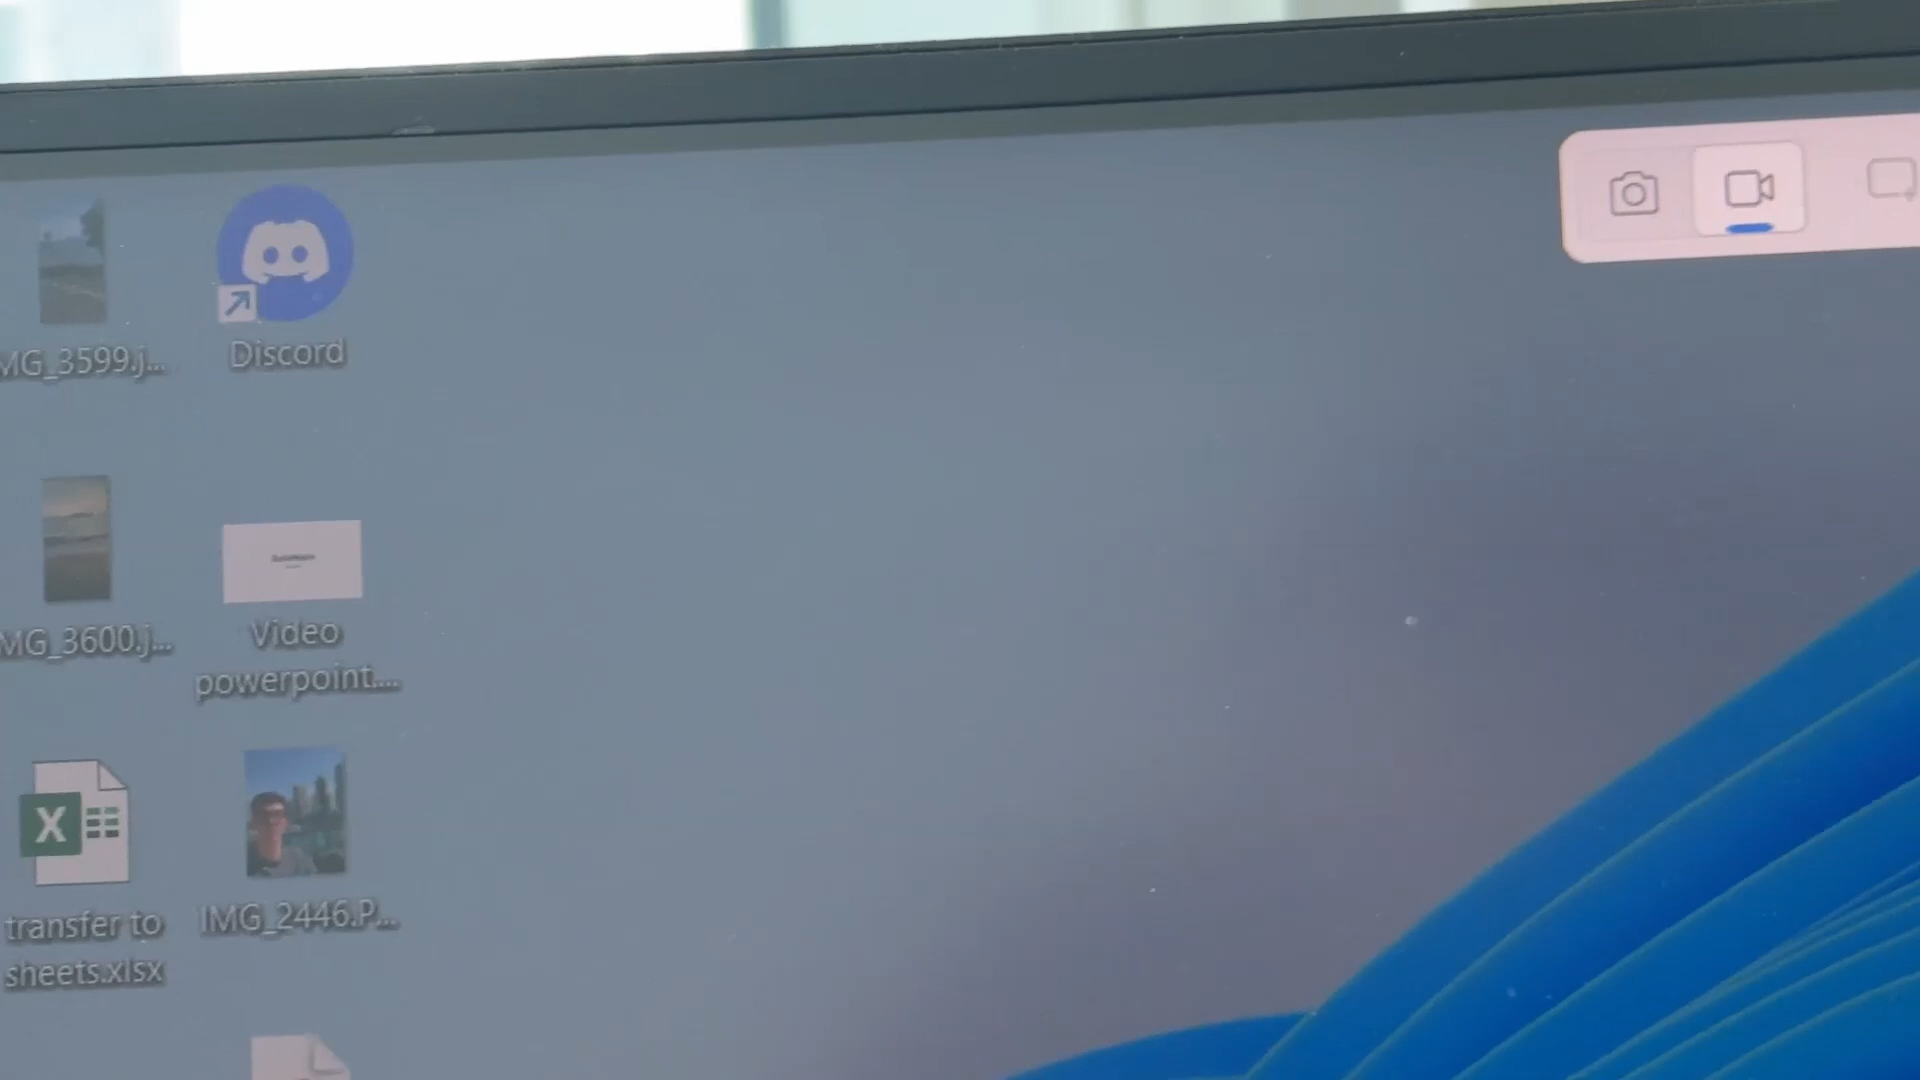 MG_3599.j...
Discord
MG_3600.j...
Video
powerpoint....
X
transfer to
sheets.xlsx
IMG_2446.P...